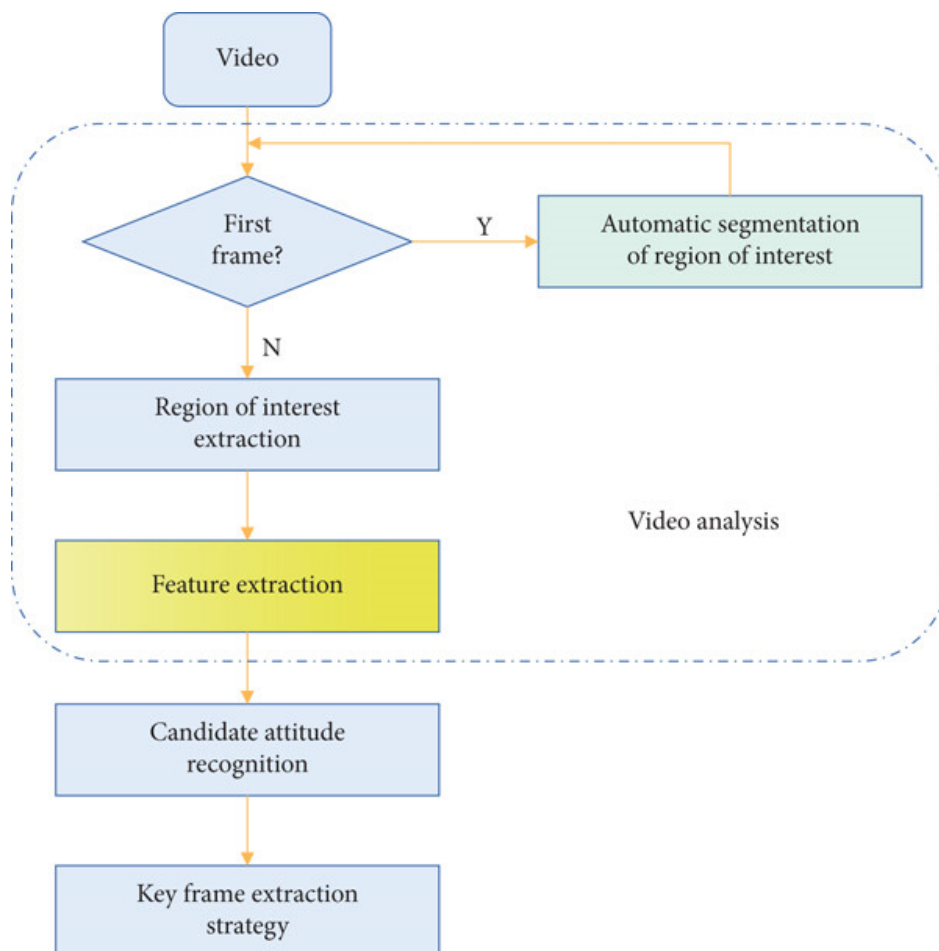 Video
First
frame?
Y
Automatic segmentation
of region of interest
N
Region of interest
extraction
Video analysis
Feature extraction
Candidate attitude
recognition
Key frame extraction
strategy